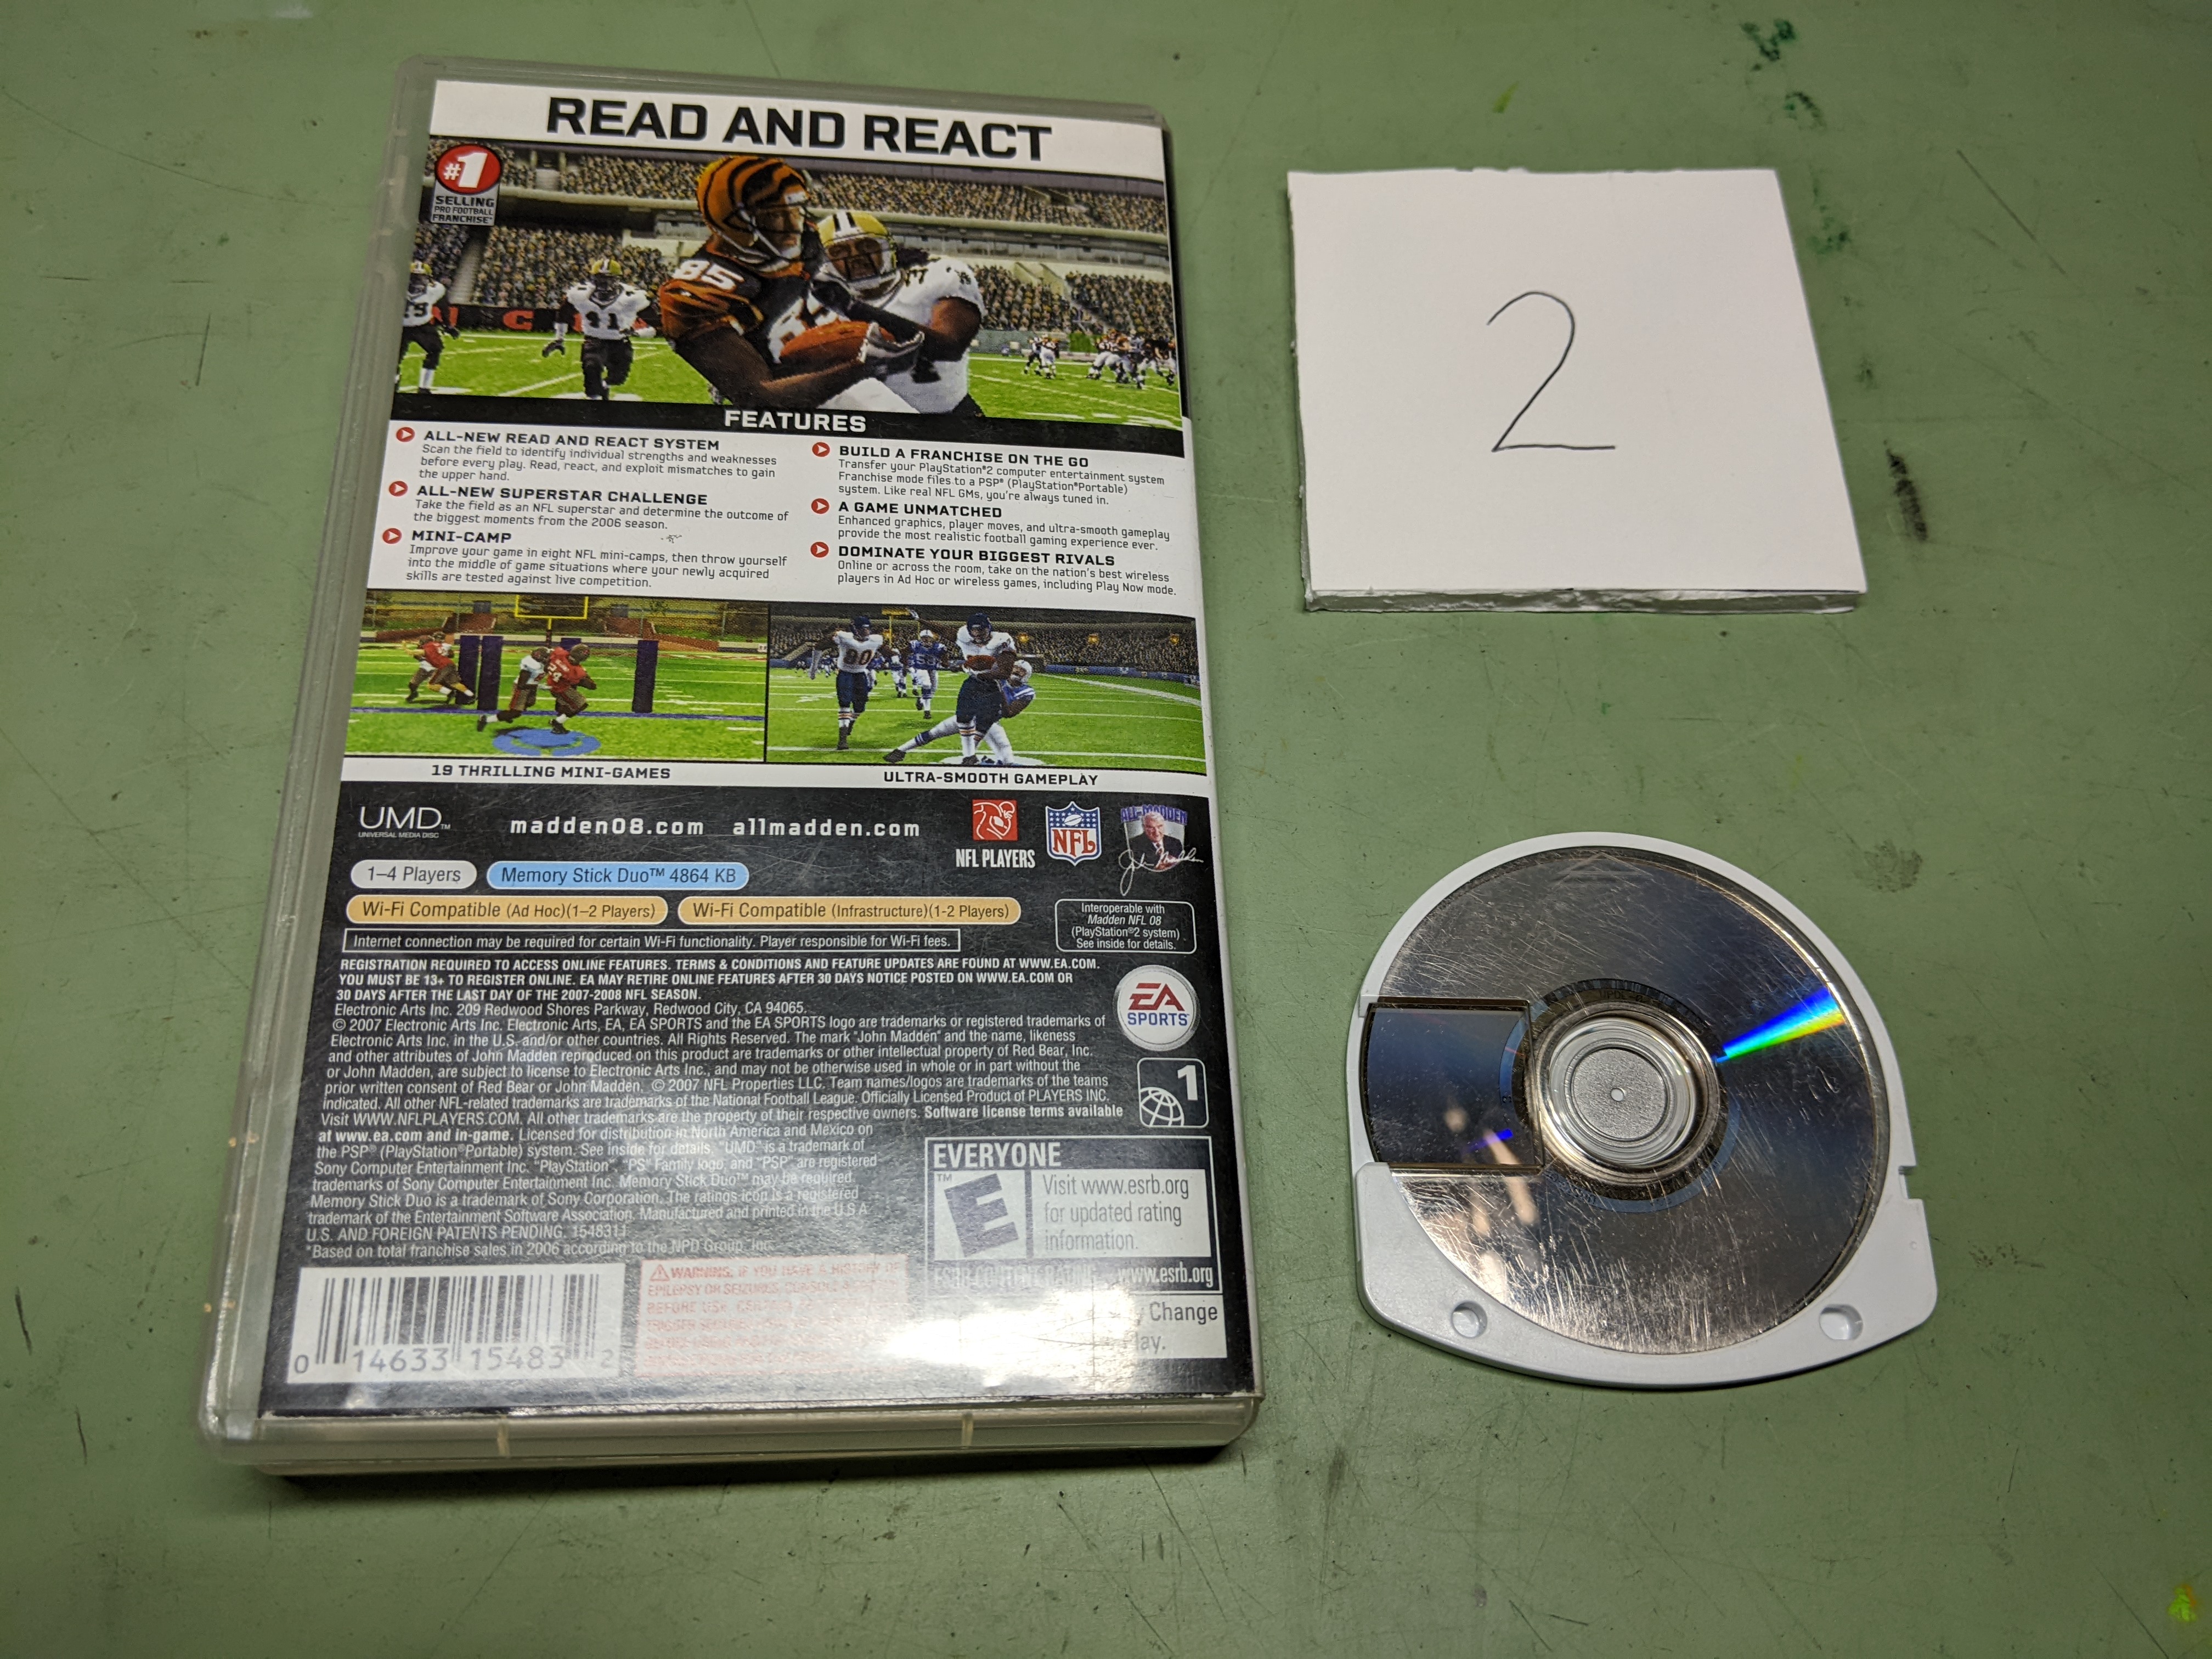 READ AND REACT
#1
SELLING
PRO FOOTBALL
FRANCHISE*
85
41
FEATURES
ALL-NEW READ AND REACT SYSTEM
Scan the field to identify individual strengths and weaknesses
before every play. Read, react, and exploit mismatches to gain
the upper hand.
ALL-NEW SUPERSTAR CHALLENGE
Take the field as an NFL superstar and determine the outcome of
the biggest moments from the 2006 season.
MINI-CAMP
Improve your game in eight NFL mini-camps, then throw yourself
into the middle of game situations where your newly acquired
skills are tested against live competition.
BUILD A FRANCHISE ON THE GO
Transfer your PlayStation®2 computer entertainment system
Franchise mode files to a PSP® (PlayStation®Portable)
system. Like real NFL GMs, you're always tuned in.
A GAME UNMATCHED
Enhanced graphics, player moves, and ultra-smooth gameplay
provide the most realistic football gaming experience ever.
DOMINATE YOUR BIGGEST RIVALS
Online or across the room, take on the nation's best wireless
players in Ad Hoc or wireless games, including Play Now mode.
80
19 THRILLING MINI-GAMES
ULTRA-SMOOTH GAMEPLAY
UMD™
UNIVERSAL MEDIA DISC
madden08.com allmadden.com
NFL PLAYERS
NFL
ALL-MADDEN
John Madden
1–4 Players
Memory Stick Duo™ 4864 KB
Wi-Fi Compatible (Ad Hoc)(1–2 Players)
Wi-Fi Compatible (Infrastructure)(1-2 Players)
Interoperable with
Madden NFL 08
(PlayStation®2 system)
See inside for details.
Internet connection may be required for certain Wi-Fi functionality. Player responsible for Wi-Fi fees.
REGISTRATION REQUIRED TO ACCESS ONLINE FEATURES. TERMS & CONDITIONS AND FEATURE UPDATES ARE FOUND AT WWW.EA.COM.
YOU MUST BE 13+ TO REGISTER ONLINE. EA MAY RETIRE ONLINE FEATURES AFTER 30 DAYS NOTICE POSTED ON WWW.EA.COM OR
30 DAYS AFTER THE LAST DAY OF THE 2007-2008 NFL SEASON.
Electronic Arts Inc. 209 Redwood Shores Parkway, Redwood City, CA 94065.
© 2007 Electronic Arts Inc. Electronic Arts, EA, EA SPORTS and the EA SPORTS logo are trademarks or registered trademarks of
Electronic Arts Inc. in the U.S. and/or other countries. All Rights Reserved. The mark "John Madden" and the name, likeness
and other attributes of John Madden reproduced on this product are trademarks or other intellectual property of Red Bear, Inc.
or John Madden, are subject to license to Electronic Arts Inc., and may not be otherwise used in whole or in part without the
prior written consent of Red Bear or John Madden. © 2007 NFL Properties LLC. Team names/logos are trademarks of the teams
indicated. All other NFL-related trademarks are trademarks of the National Football League. Officially Licensed Product of PLAYERS INC.
Visit WWW.NFLPLAYERS.COM. All other trademarks are the property of their respective owners. Software license terms available
at www.ea.com and in-game. Licensed for distribution in North America and Mexico on
the PSP® (PlayStation®Portable) system. See inside for details. "UMD" is a trademark of
Sony Computer Entertainment Inc. "PlayStation", "PS" Family logo, and "PSP" are registered
trademarks of Sony Computer Entertainment Inc. Memory Stick Duo™ may be required.
Memory Stick Duo is a trademark of Sony Corporation. The ratings icon is a registered
trademark of the Entertainment Software Association. Manufactured and printed in the U.S.A.
U.S. AND FOREIGN PATENTS PENDING. 1548311
*Based on total franchise sales in 2006 according to the NPD Group, Inc.
EA
SPORTS™
1
EVERYONE
E
Visit www.esrb.org
for updated rating
information.
ESRB CONTENT RATING www.esrb.org
Change
Play.
WARNING: IF YOU HAVE A HISTORY OF
EPILEPSY OR SEIZURES, CONSULT A
BEFORE USE.
0 14633 15483 2
2